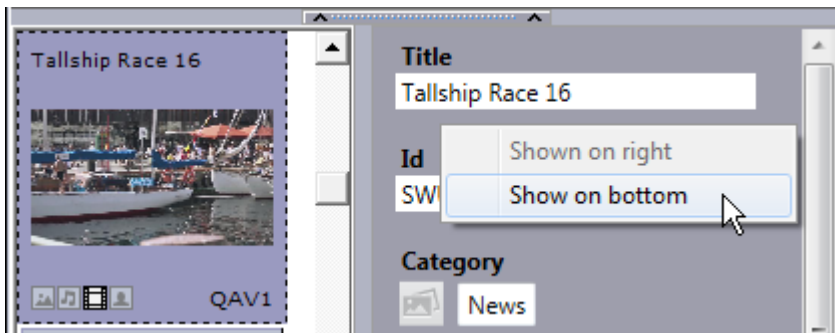 Tallship Race 16
QAV1
Title
Tallship Race 16
Id
SW
Category
News
Shown on right
Show on bottom